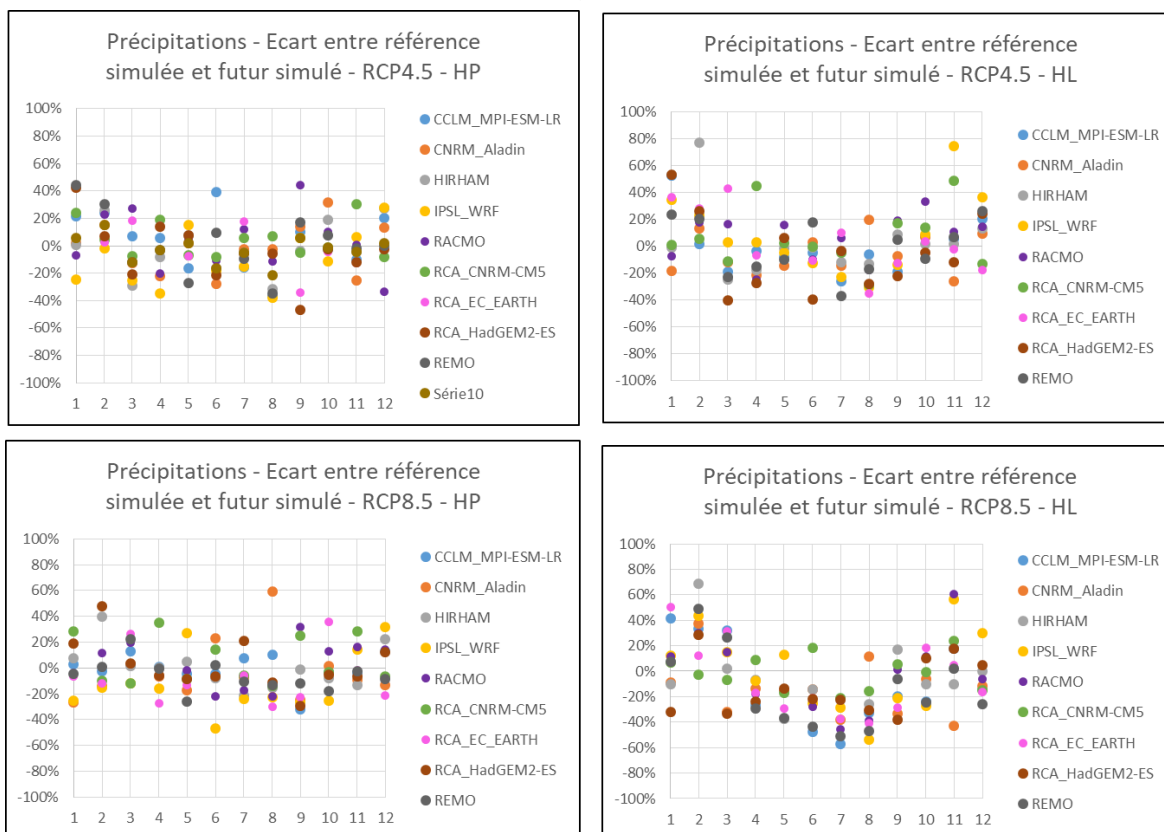 Précipitations - Ecart entre référence
simulée et futur simulé - RCP4.5 - HP
100%
80%
60%
40%
20%
0%
-20%
-40%
-60%
-80%
-100%
1 2 3 4 5 6 7 8 9 10 11 12
CCLM_MPI-ESM-LR
CNRM_Aladin
HIRHAM
IPSL_WRF
RACMO
RCA_CNRM-CM5
RCA_EC_EARTH
RCA_HadGEM2-ES
REMO
Série10
Précipitations - Ecart entre référence
simulée et futur simulé - RCP4.5 - HL
100%
80%
60%
40%
20%
0%
-20%
-40%
-60%
-80%
-100%
1 2 3 4 5 6 7 8 9 10 11 12
CCLM_MPI-ESM-LR
CNRM_Aladin
HIRHAM
IPSL_WRF
RACMO
RCA_CNRM-CM5
RCA_EC_EARTH
RCA_HadGEM2-ES
REMO
Précipitations - Ecart entre référence
simulée et futur simulé - RCP8.5 - HP
100%
80%
60%
40%
20%
0%
-20%
-40%
-60%
-80%
-100%
1 2 3 4 5 6 7 8 9 10 11 12
CCLM_MPI-ESM-LR
CNRM_Aladin
HIRHAM
IPSL_WRF
RACMO
RCA_CNRM-CM5
RCA_EC_EARTH
RCA_HadGEM2-ES
REMO
Précipitations - Ecart entre référence
simulée et futur simulé - RCP8.5 - HL
100%
80%
60%
40%
20%
0%
-20%
-40%
-60%
-80%
-100%
1 2 3 4 5 6 7 8 9 10 11 12
CCLM_MPI-ESM-LR
CNRM_Aladin
HIRHAM
IPSL_WRF
RACMO
RCA_CNRM-CM5
RCA_EC_EARTH
RCA_HadGEM2-ES
REMO